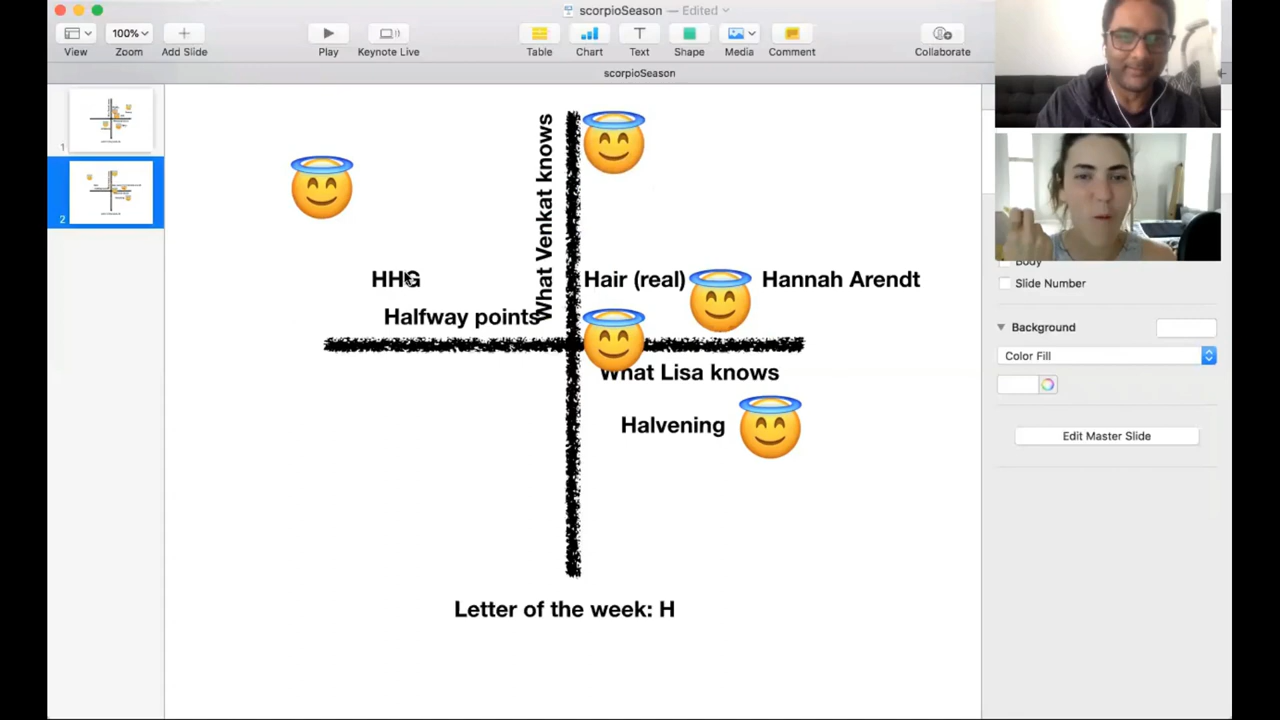 scorpioSeason — Edited
100%
View
Zoom
Add Slide
Play
Keynote Live
Table
Chart
Text
Shape
Media
Comment
Collaborate
scorpioSeason
1
2
What Venkat knows
HHG
Hair (real)
Hannah Arendt
Halfway points
What Lisa knows
Halvening
Letter of the week: H
Body
Slide Number
Background
Color Fill
Edit Master Slide